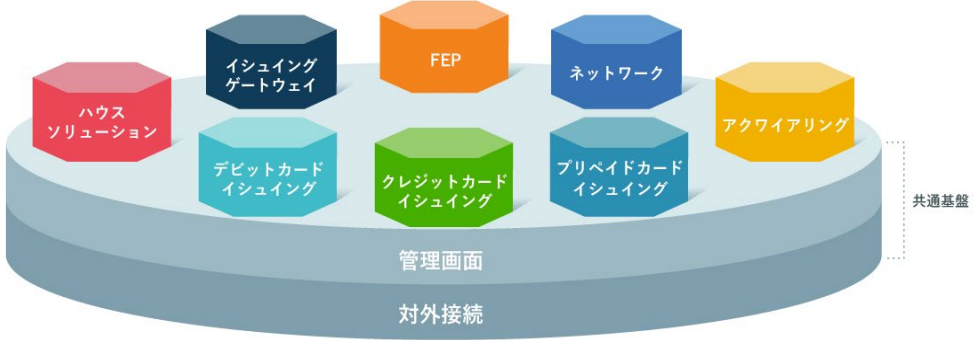 ハウス
ソリューション
イシュイング
ゲートウェイ
FEP
ネットワーク
アクワイアリング
デビットカード
イシュイング
クレジットカード
イシュイング
プリペイドカード
イシュイング
共通基盤
管理画面
対外接続